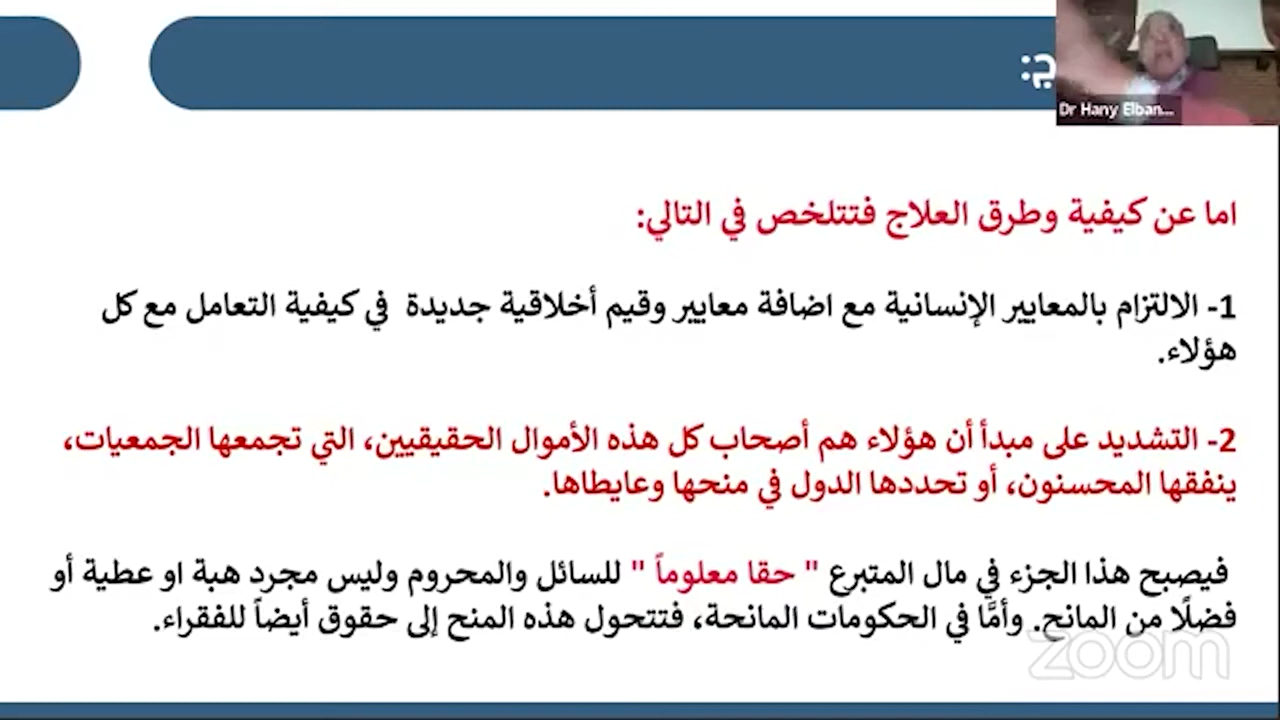 Dr Hany Elban...
اما عن كيفية وطرق العلاج فتتلخص في التالي:
1- الالتزام بالمعايير الإنسانية مع اضافة معايير وقيم أخلاقية جديدة في كيفية التعامل مع كل
هؤلاء.
2- التشديد على مبدأ أن هؤلاء هم أصحاب كل هذه الأموال الحقيقيين، التي تجمعها الجمعيات،
ينفقها المحسنون، أو تحددها الدول في منحها وعايطاها.
فيصبح هذا الجزء في مال المتبرع " حقا معلوماً " للسائل والمحروم وليس مجرد هبة او عطية أو
فضلًا من المانح. وأمَّا في الحكومات المانحة، فتتحول هذه المنح إلى حقوق أيضاً للفقراء.
zoom